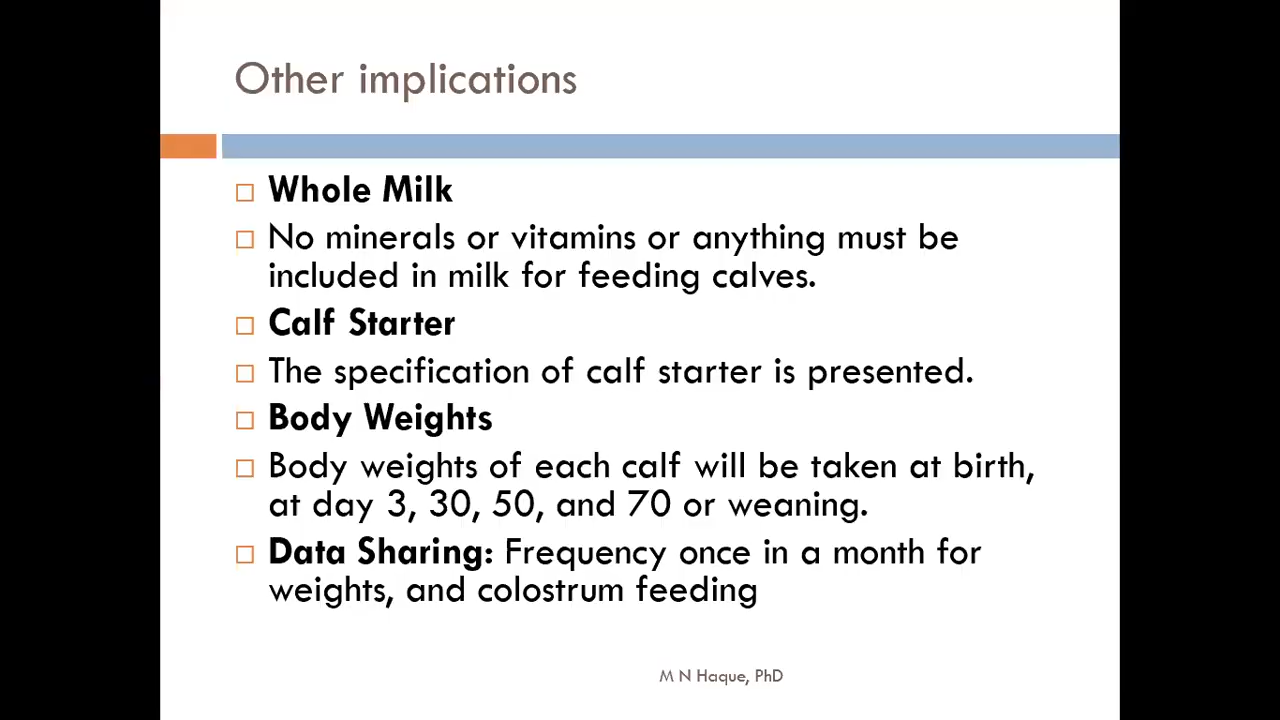 Other implications
Whole Milk
No minerals or vitamins or anything must be
included in milk for feeding calves.
Calf Starter
The specification of calf starter is presented.
Body Weights
Body weights of each calf will be taken at birth,
at day 3, 30, 50, and 70 or weaning.
Data Sharing: Frequency once in a month for
weights, and colostrum feeding
M N Haque, PhD